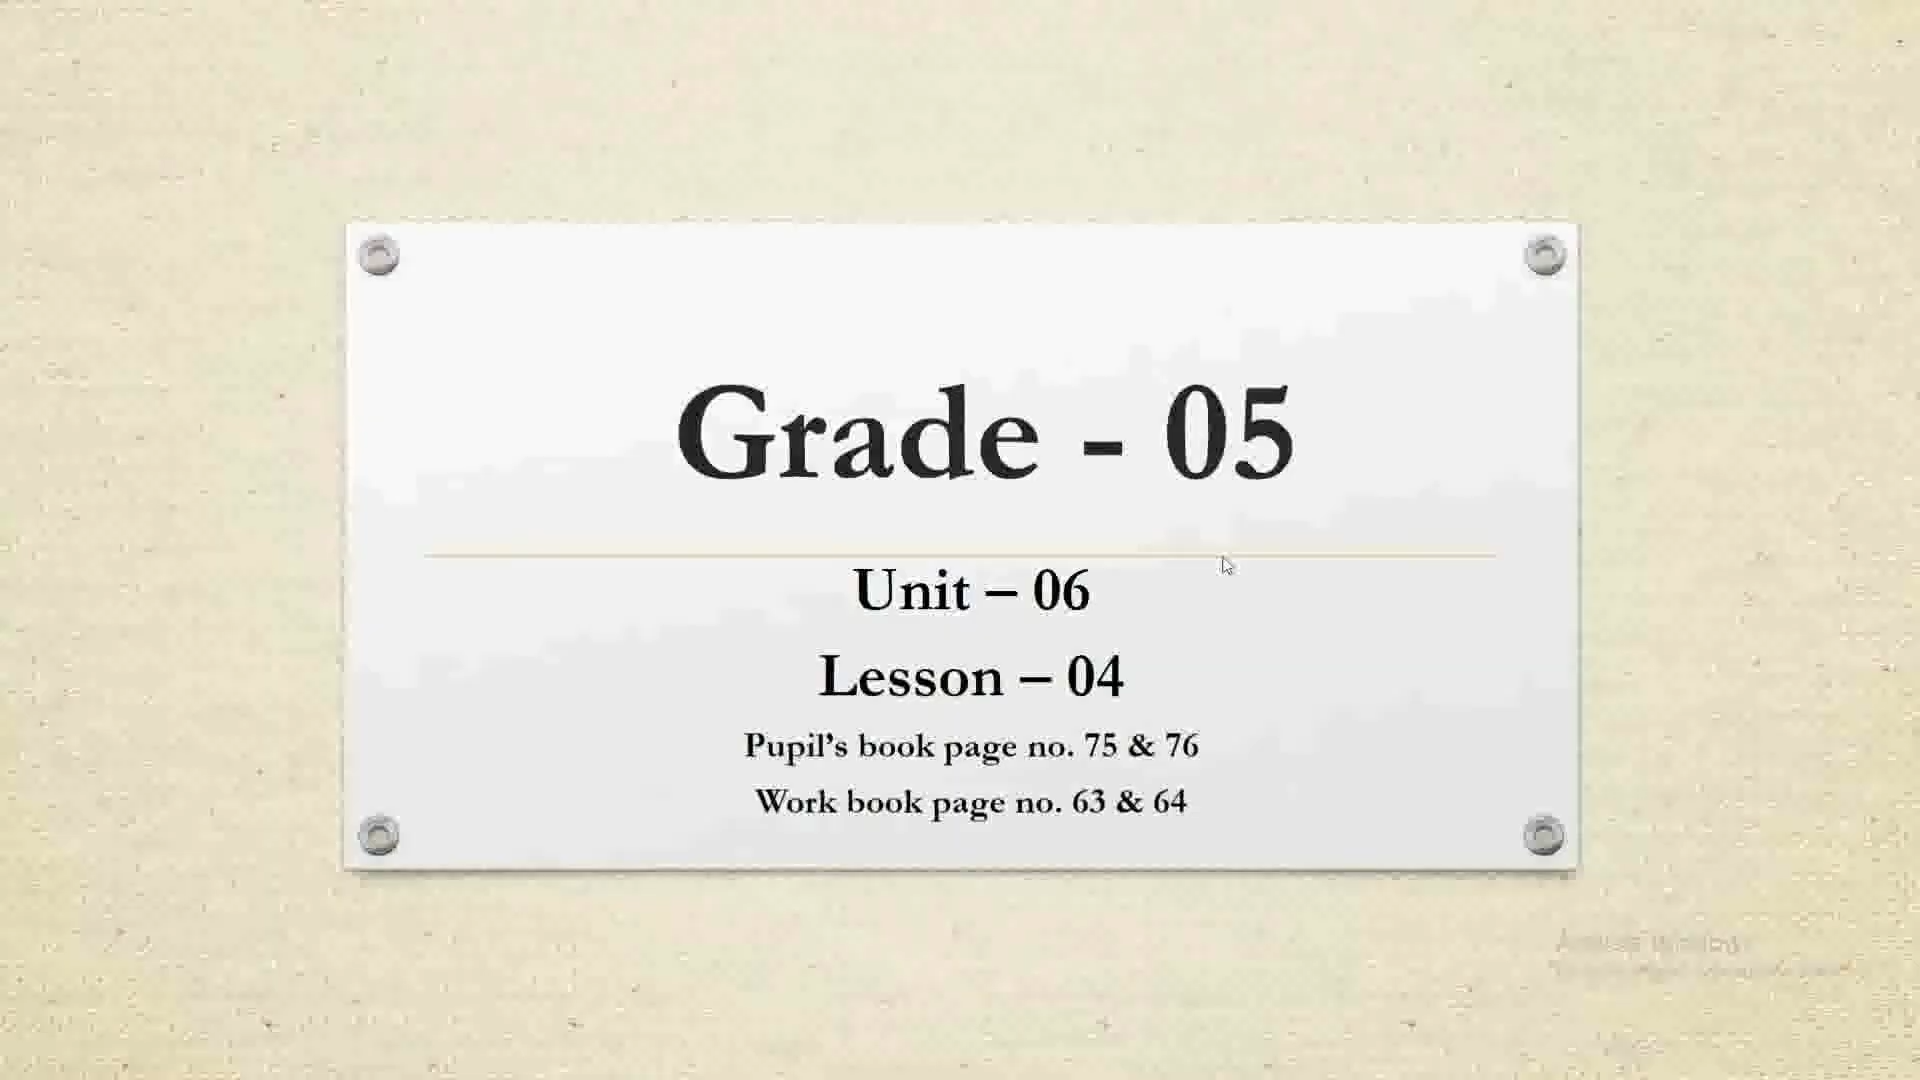 Grade - 05
Unit – 06
Lesson – 04
Pupil’s book page no. 75 & 76
Work book page no. 63 & 64